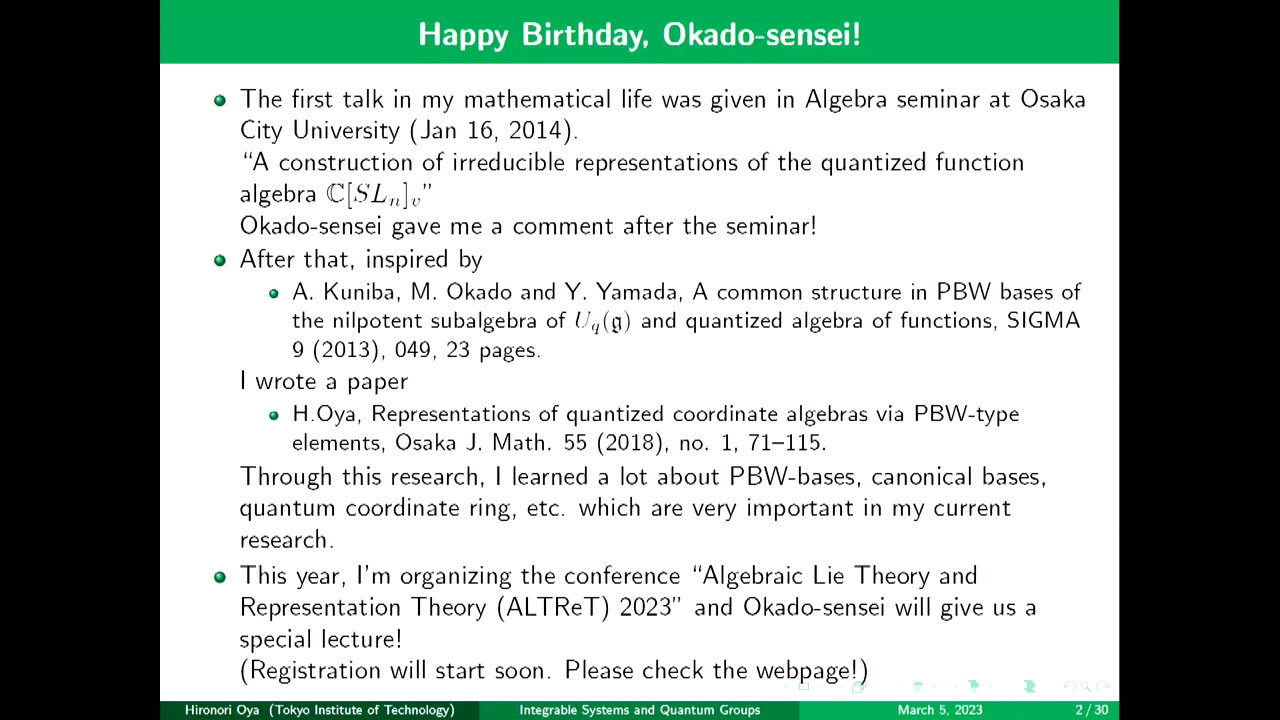 Happy Birthday, Okado-sensei!
The first talk in my mathematical life was given in Algebra seminar at Osaka
City University (Jan 16, 2014).
“A construction of irreducible representations of the quantized function
algebra ℂ[SLₙ]ᵥ”
Okado-sensei gave me a comment after the seminar!
After that, inspired by
A. Kuniba, M. Okado and Y. Yamada, A common structure in PBW bases of
the nilpotent subalgebra of U_q(𝔤) and quantized algebra of functions, SIGMA
9 (2013), 049, 23 pages.
I wrote a paper
H.Oya, Representations of quantized coordinate algebras via PBW-type
elements, Osaka J. Math. 55 (2018), no. 1, 71–115.
Through this research, I learned a lot about PBW-bases, canonical bases,
quantum coordinate ring, etc. which are very important in my current
research.
This year, I'm organizing the conference “Algebraic Lie Theory and
Representation Theory (ALTReT) 2023” and Okado-sensei will give us a
special lecture!
(Registration will start soon. Please check the webpage!)
Hironori Oya (Tokyo Institute of Technology) Integrable Systems and Quantum Groups March 5, 2023 2 / 30